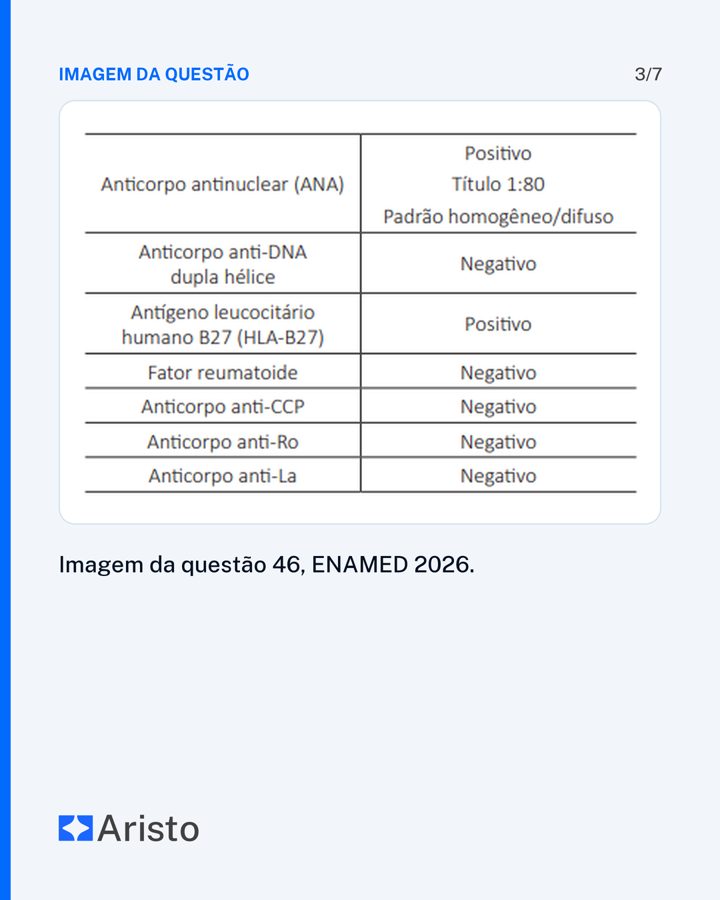 IMAGEM DA QUESTÃO
3/7
Anticorpo antinuclear (ANA)
Positivo
Título 1:80
Padrão homogêneo/difuso
Anticorpo anti-DNA
dupla hélice
Negativo
Antígeno leucocitário
humano B27 (HLA-B27)
Positivo
Fator reumatoide
Negativo
Anticorpo anti-CCP
Negativo
Anticorpo anti-Ro
Negativo
Anticorpo anti-La
Negativo
Imagem da questão 46, ENAMED 2026.
Aristo